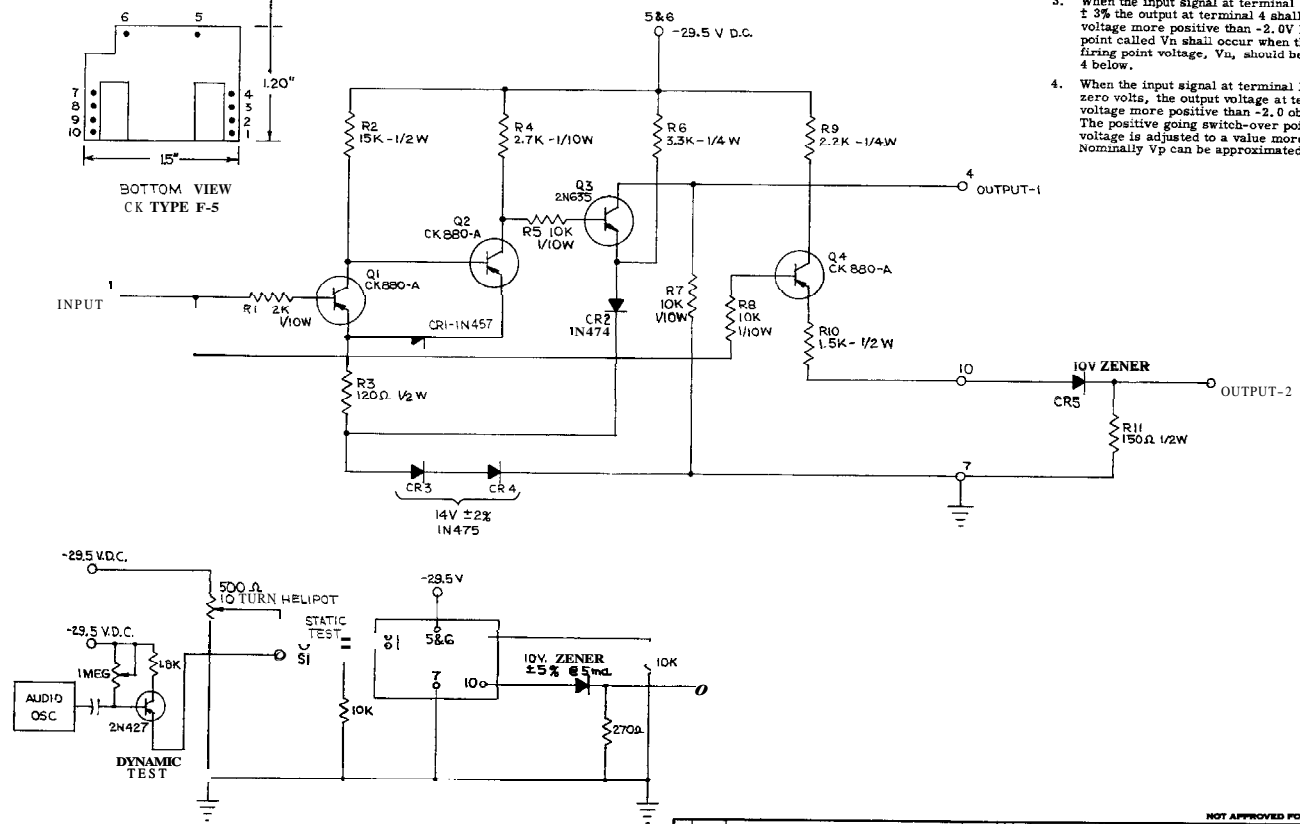 6 5
1.20"
7 4
8 3
9 2
10 1
1.5"
BOTTOM VIEW
CK TYPE F-5
3. When the input signal at terminal
± 3% the output at terminal 4 shall
voltage more positive than -2.0V
point called Vn shall occur when th
firing point voltage, Vn, should be
4 below.
4. When the input signal at terminal
zero volts, the output voltage at te
voltage more positive than -2.0 ob
The positive going switch-over poi
voltage is adjusted to a value more
Nominally Vp can be approximated
5&6
-29.5 V D.C.
R2
15K-1/2W
R4
2.7K-1/10W
R6
3.3K-1/4W
R9
2.2K-1/4W
Q3
2N635
4
OUTPUT-1
Q2
CK880-A
R5 10K
1/10W
Q4
CK880-A
Q1
CK880-A
1
INPUT
R1 2K
1/10W
CR1-1N457
CR2
1N474
R7
10K
1/10W
R8
10K
1/10W
R10
1.5K-1/2W
R3
120Ω 1/2W
10
10V ZENER
CR5
OUTPUT-2
R11
150Ω 1/2W
7
CR3 CR4
14V ±2%
1N475
-29.5 V.D.C.
500Ω
10 TURN HELIPOT
-29.5 V.D.C.
STATIC
TEST
S1
1 MEG
1.8K
AUDIO
OSC
2N427
DYNAMIC
TEST
10K
-29.5V
1
5&6
7
10
10V. ZENER
±5% @5ma
10K
270Ω
NOT APPROVED FO